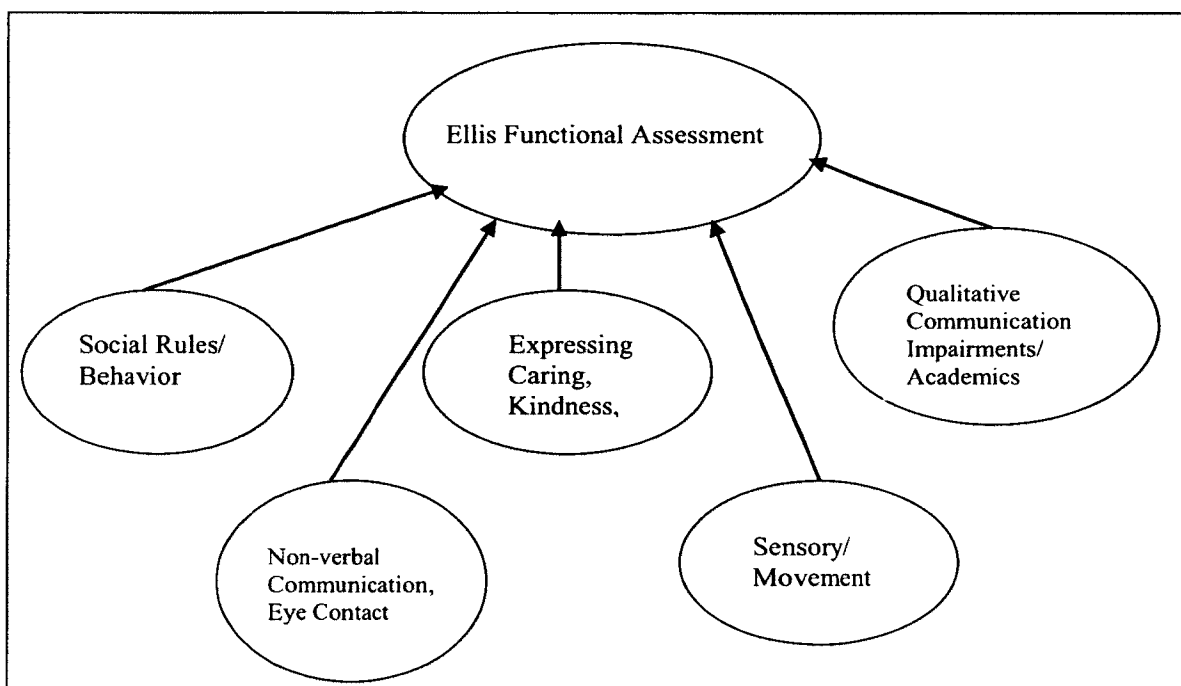 Ellis Functional Assessment
Social Rules/
Behavior
Non-verbal
Communication,
Eye Contact
Expressing
Caring,
Kindness,
Sensory/
Movement
Qualitative
Communication
Impairments/
Academics